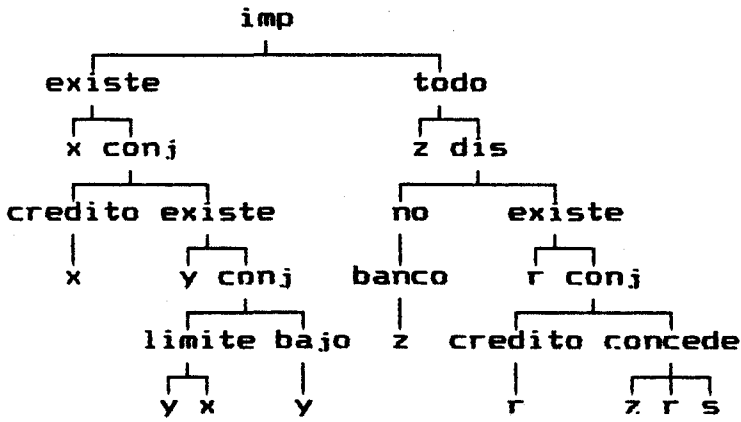 imp
existe todo
x conj z dis
credito existe no existe
x y conj banco r conj
limite bajo z credito concede
y x y r z r s